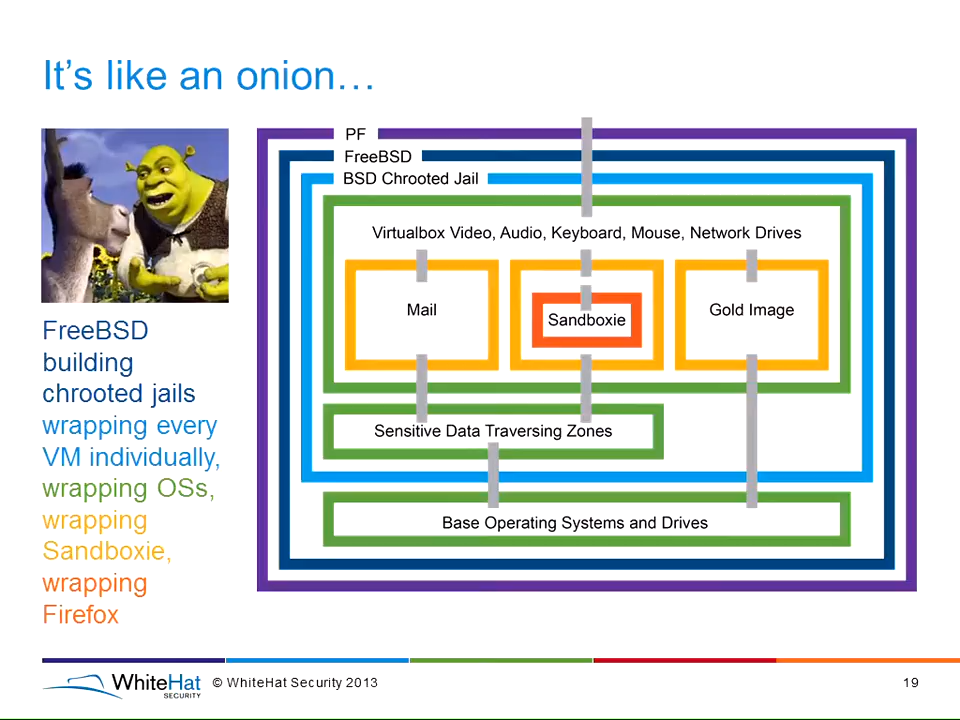 It's like an onion…
PF
FreeBSD
BSD Chrooted Jail
Virtualbox Video, Audio, Keyboard, Mouse, Network Drives
Mail
Sandboxie
Gold Image
Sensitive Data Traversing Zones
Base Operating Systems and Drives
FreeBSD
building
chrooted jails
wrapping every
VM individually,
wrapping OSs,
wrapping
Sandboxie,
wrapping
Firefox
WhiteHat
SECURITY
© WhiteHat Security 2013
19